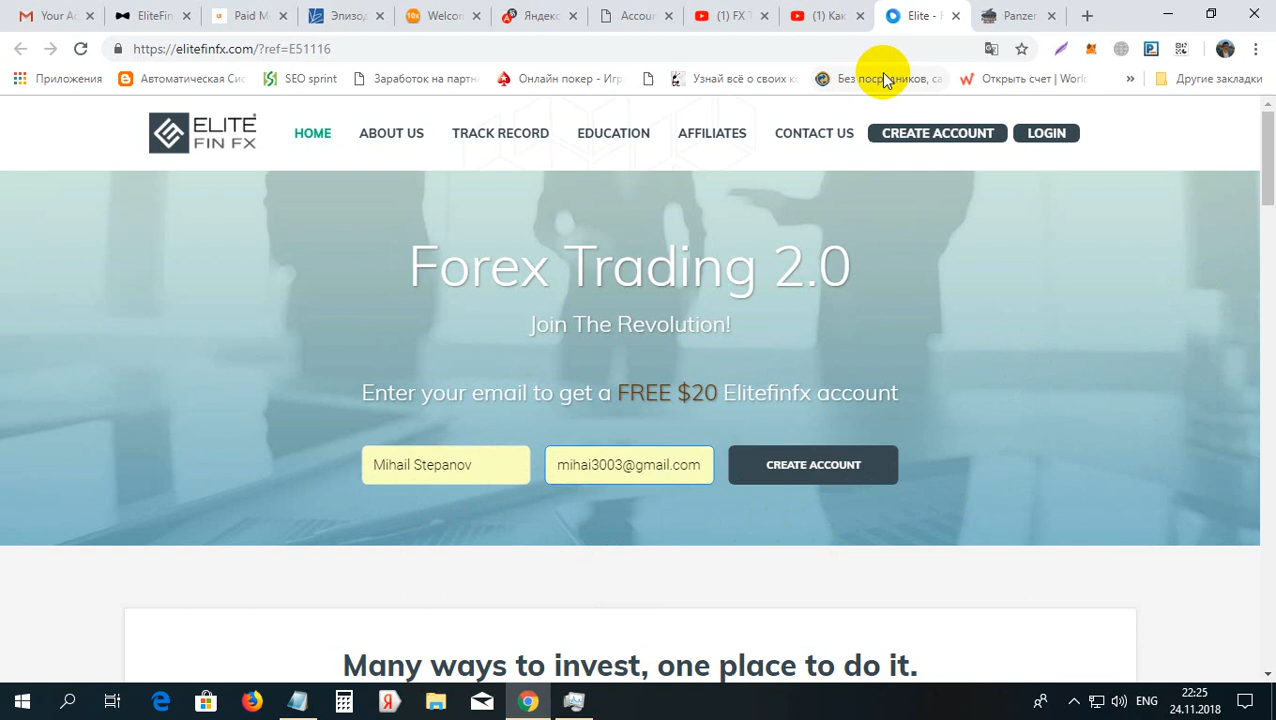 Your Ac
EliteFin
Paid M
Эпизод
Welcom
Яндекс
Accoun
(1) FX
(1) Как
Elite - F
Panzer
https://elitefinfx.com/?ref=E51116
Приложения
Автоматическая Сис
SEO sprint
Заработок на партн
Онлайн покер - Игр
Узнай всё о своих к
Без посредников, са
Открыть счет | World
»
Другие закладки
ELITE FIN FX
HOME
ABOUT US
TRACK RECORD
EDUCATION
AFFILIATES
CONTACT US
CREATE ACCOUNT
LOGIN
Forex Trading 2.0
Join The Revolution!
Enter your email to get a FREE $20 Elitefinfx account
Mihail Stepanov
mihai3003@gmail.com
CREATE ACCOUNT
Many ways to invest, one place to do it.
ENG
22:25
24.11.2018